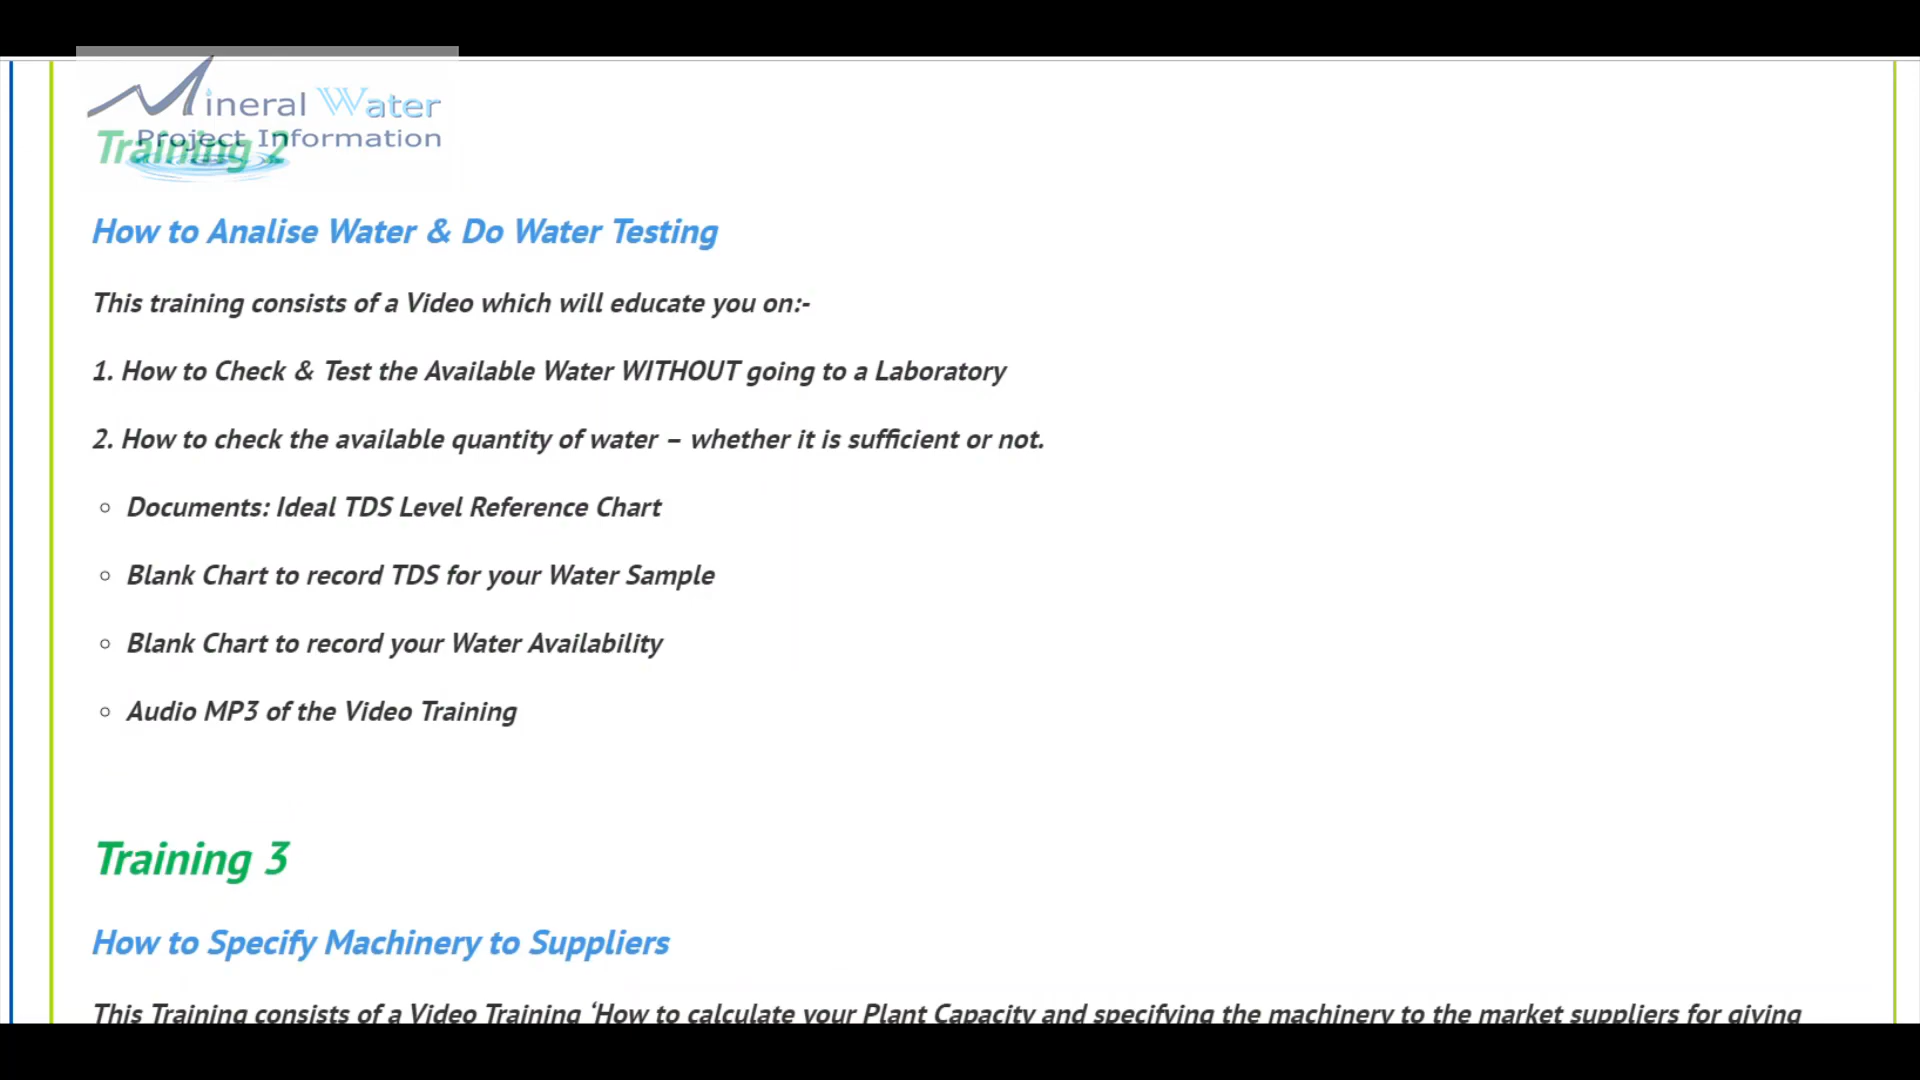 Mineral Water
Project Information
Training 2
How to Analise Water & Do Water Testing
This training consists of a Video which will educate you on:-
1. How to Check & Test the Available Water WITHOUT going to a Laboratory
2. How to check the available quantity of water – whether it is sufficient or not.
Documents: Ideal TDS Level Reference Chart
Blank Chart to record TDS for your Water Sample
Blank Chart to record your Water Availability
Audio MP3 of the Video Training
Training 3
How to Specify Machinery to Suppliers
This Training consists of a Video Training ‘How to calculate your Plant Capacity and specifying the machinery to the market suppliers for giving